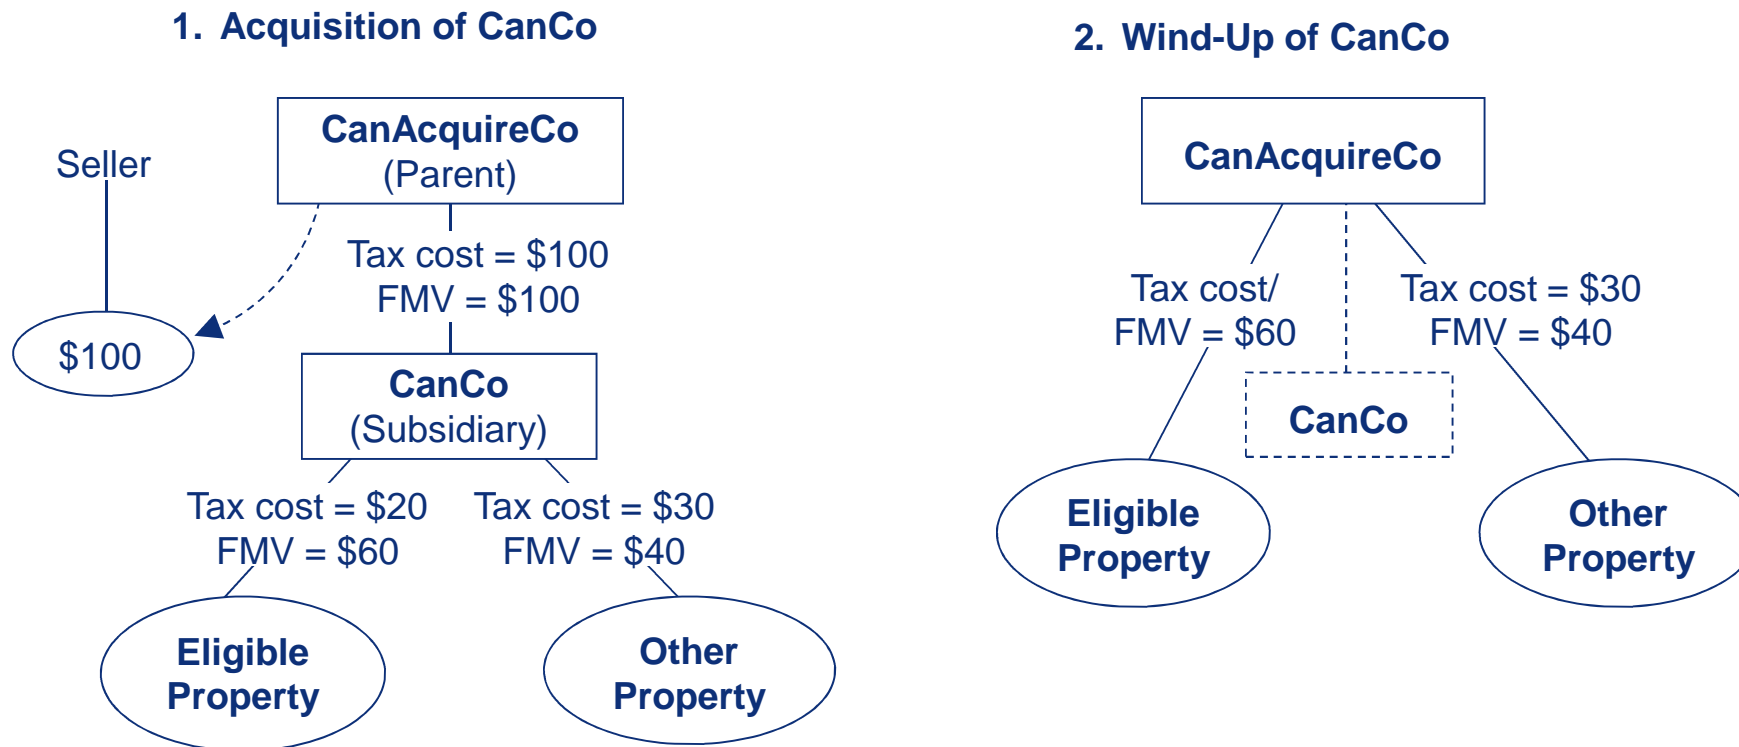 1. Acquisition of CanCo
CanAcquireCo
(Parent)
Seller
Tax cost = $100
FMV = $100
$100
CanCo
(Subsidiary)
Tax cost = $20
FMV = $60
Tax cost = $30
FMV = $40
Eligible
Property
Other
Property
2. Wind-Up of CanCo
CanAcquireCo
Tax cost/
FMV = $60
Tax cost = $30
FMV = $40
CanCo
Eligible
Property
Other
Property